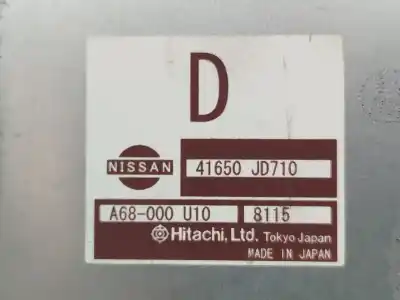 D
NISSAN
41650 JD710
A68-000 U10
8115
Hitachi, Ltd. Tokyo Japan
MADE IN JAPAN